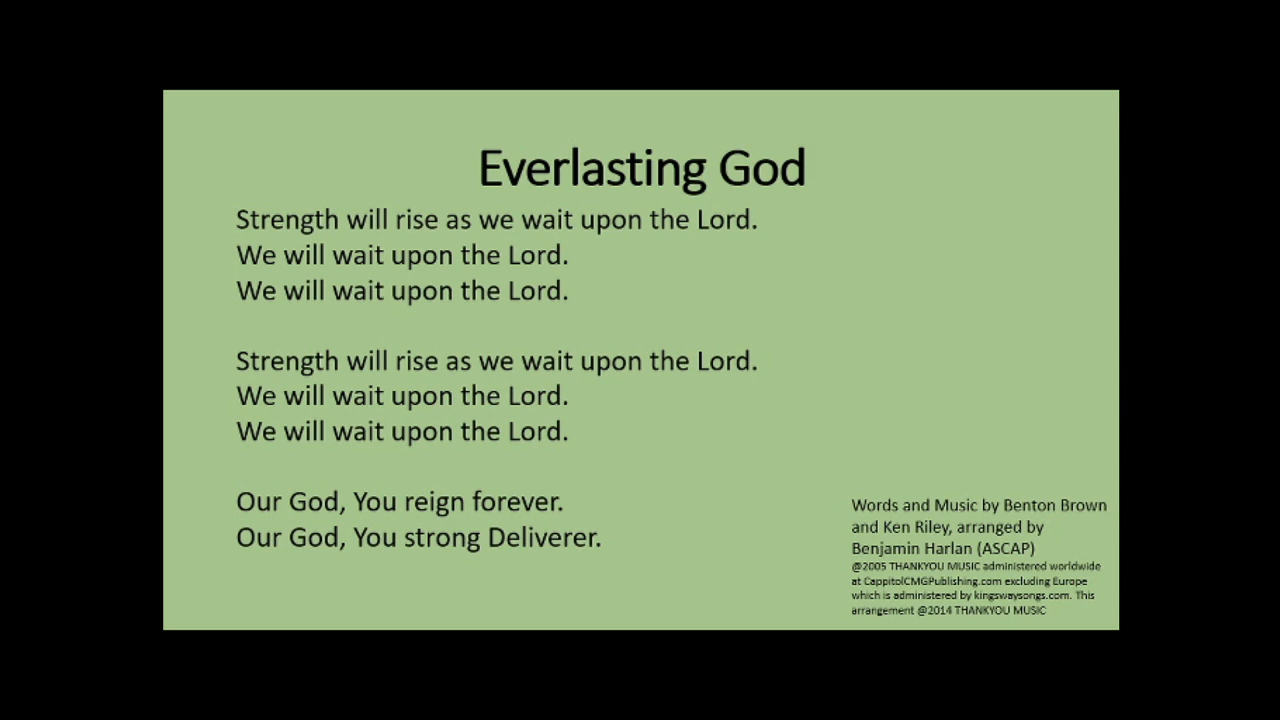 Everlasting God
Strength will rise as we wait upon the Lord.
We will wait upon the Lord.
We will wait upon the Lord.
Strength will rise as we wait upon the Lord.
We will wait upon the Lord.
We will wait upon the Lord.
Our God, You reign forever.
Our God, You strong Deliverer.
Words and Music by Benton Brown
and Ken Riley, arranged by
Benjamin Harlan (ASCAP)
@2005 THANKYOU MUSIC administered worldwide
at CappitolCMGPublishing.com excluding Europe
which is administered by kingswaysongs.com. This
arrangement @2014 THANKYOU MUSIC